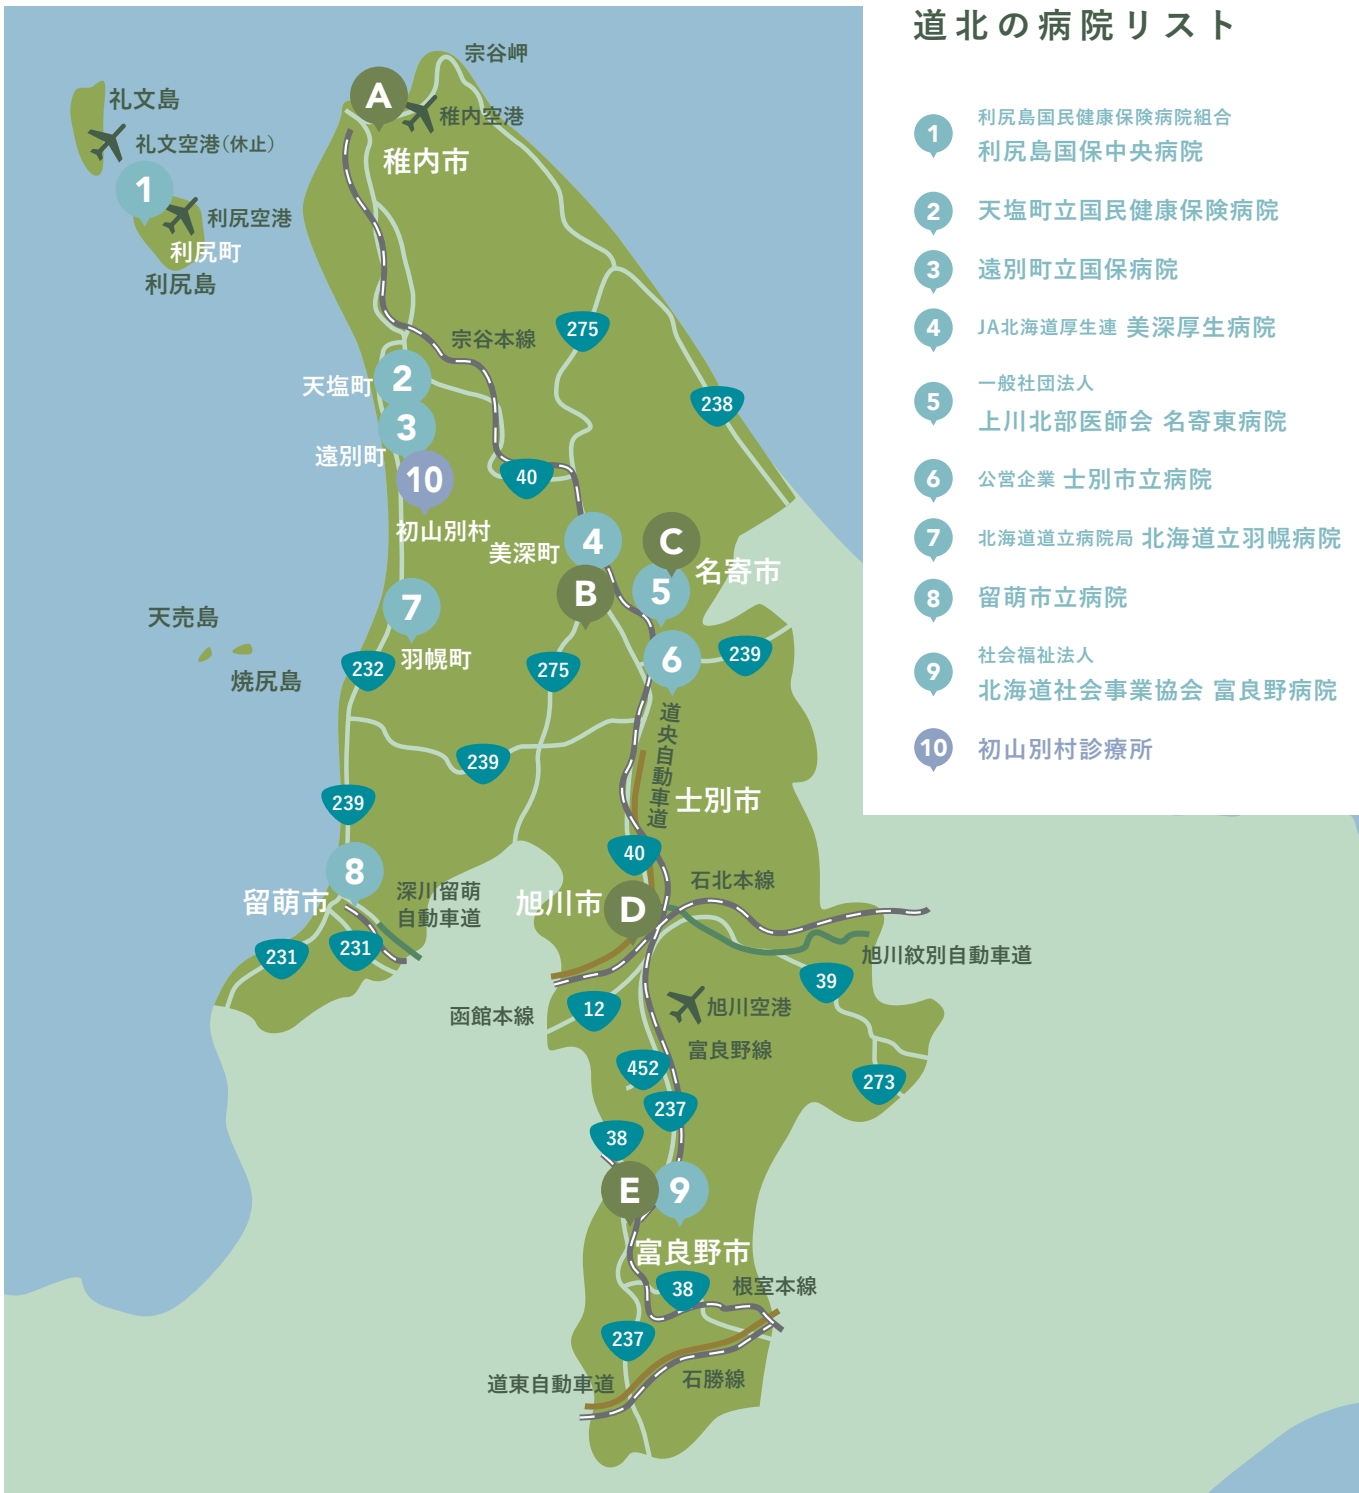 道北の病院リスト
1
利尻島国民健康保険病院組合
利尻島国保中央病院
2
天塩町立国民健康保険病院
3
遠別町立国保病院
4
JA北海道厚生連 美深厚生病院
5
一般社団法人
上川北部医師会 名寄東病院
6
公営企業 士別市立病院
7
北海道道立病院局 北海道立羽幌病院
8
留萌市立病院
9
社会福祉法人
北海道社会事業協会 富良野病院
10
初山別村診療所
宗谷岬
A
礼文島
稚内空港
礼文空港(休止)
稚内市
1
利尻空港
利尻町
利尻島
275
宗谷本線
2
天塩町
238
3
遠別町
10
40
初山別村
4
C
美深町
名寄市
B
5
7
天売島
6
239
羽幌町
232
275
焼尻島
道央自動車道
239
239
士別市
40
8
石北本線
深川留萌
自動車道
留萌市
旭川市
D
231
231
旭川紋別自動車道
39
12
旭川空港
函館本線
富良野線
452
273
237
38
E
9
富良野市
38
根室本線
237
石勝線
道東自動車道